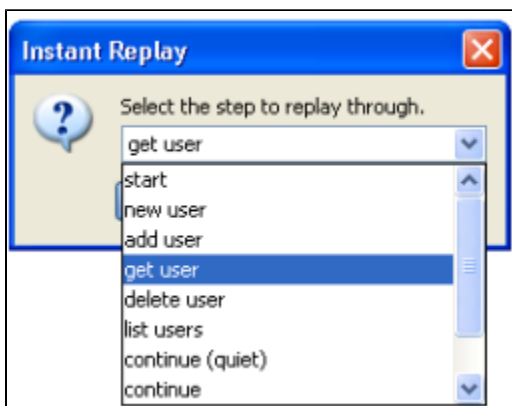 Instant Replay
Select the step to replay through.
get user
start
new user
add user
get user
delete user
list users
continue (quiet)
continue